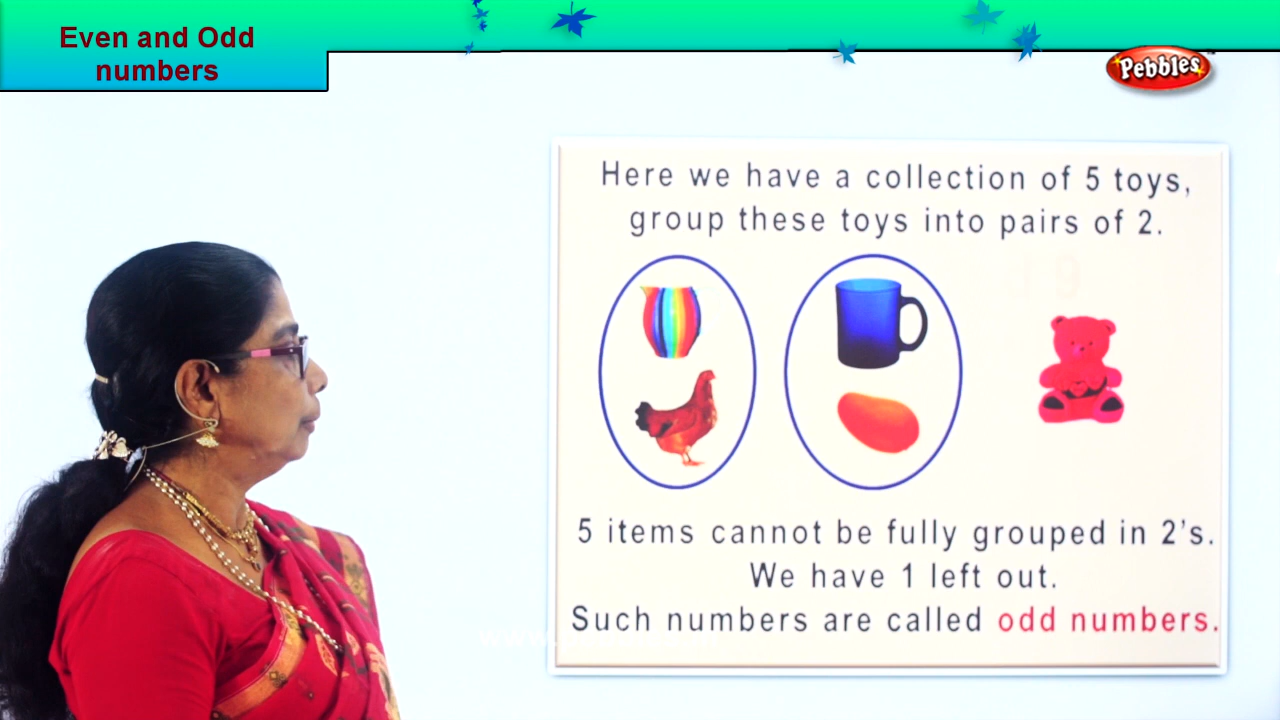 Even and Odd
numbers
Pebbles
Here we have a collection of 5 toys,
group these toys into pairs of 2.
5 items cannot be fully grouped in 2's.
We have 1 left out.
Such numbers are called odd numbers.